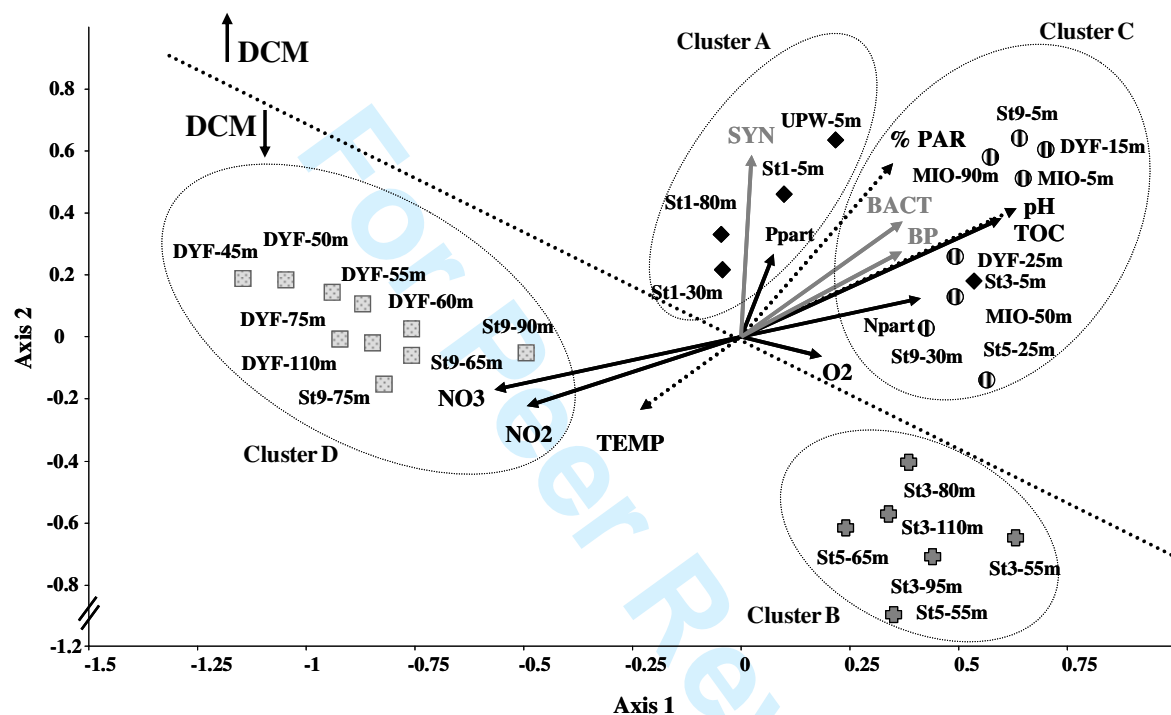 DCM
DCM
Cluster A
Cluster C
SYN
UPW-5m
% PAR
St9-5m
DYF-15m
MIO-90m
MIO-5m
St1-5m
St1-80m
BACT
pH
BP
TOC
Ppart
DYF-25m
St3-5m
St1-30m
MIO-50m
Npart
St9-30m
St5-25m
O2
DYF-45m
DYF-50m
DYF-55m
DYF-60m
DYF-75m
St9-90m
DYF-110m
St9-65m
St9-75m
NO3
NO2
TEMP
Cluster D
St3-80m
St3-110m
St5-65m
St3-55m
St3-95m
St5-55m
Cluster B
0.8
0.6
0.4
0.2
0
-0.2
-0.4
-0.6
-0.8
-1.2
Axis 2
-1.5 -1.25 -1 -0.75 -0.5 -0.25 0 0.25 0.5 0.75
Axis 1
For Peer Re